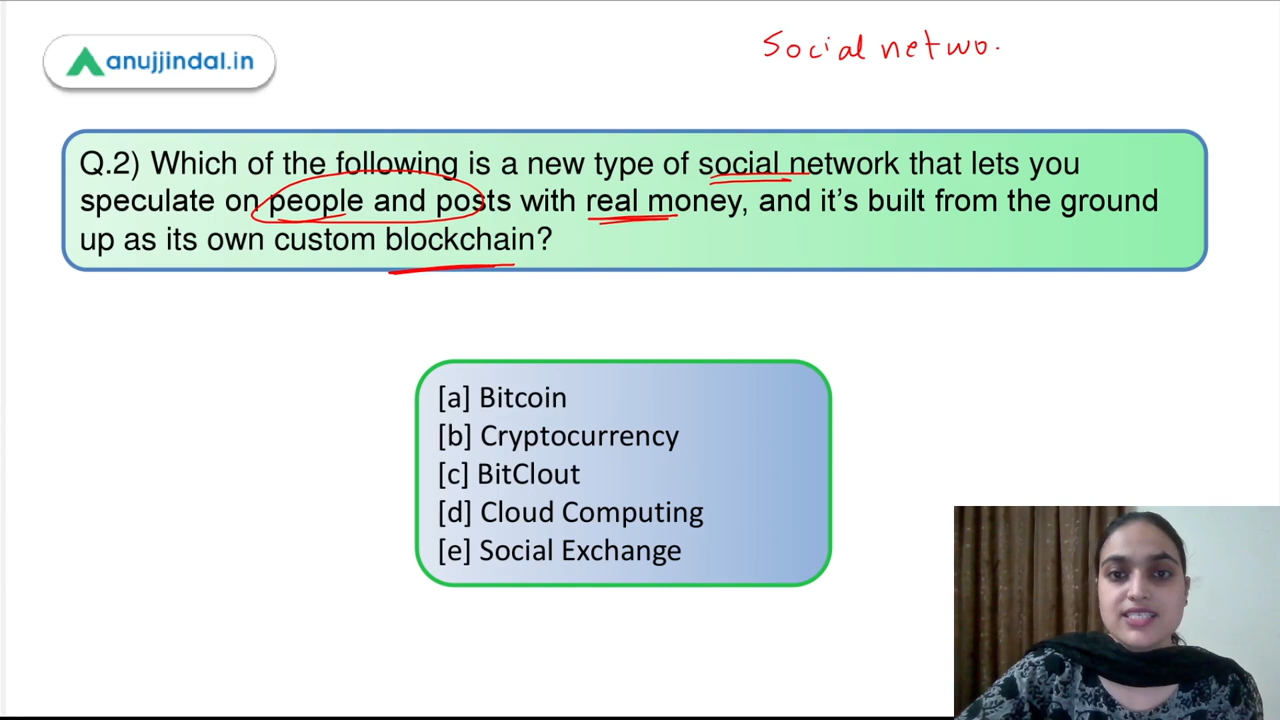 anujjindal.in
Social netwo.
Q.2) Which of the following is a new type of social network that lets you
speculate on people and posts with real money, and it’s built from the ground
up as its own custom blockchain?
[a] Bitcoin
[b] Cryptocurrency
[c] BitClout
[d] Cloud Computing
[e] Social Exchange